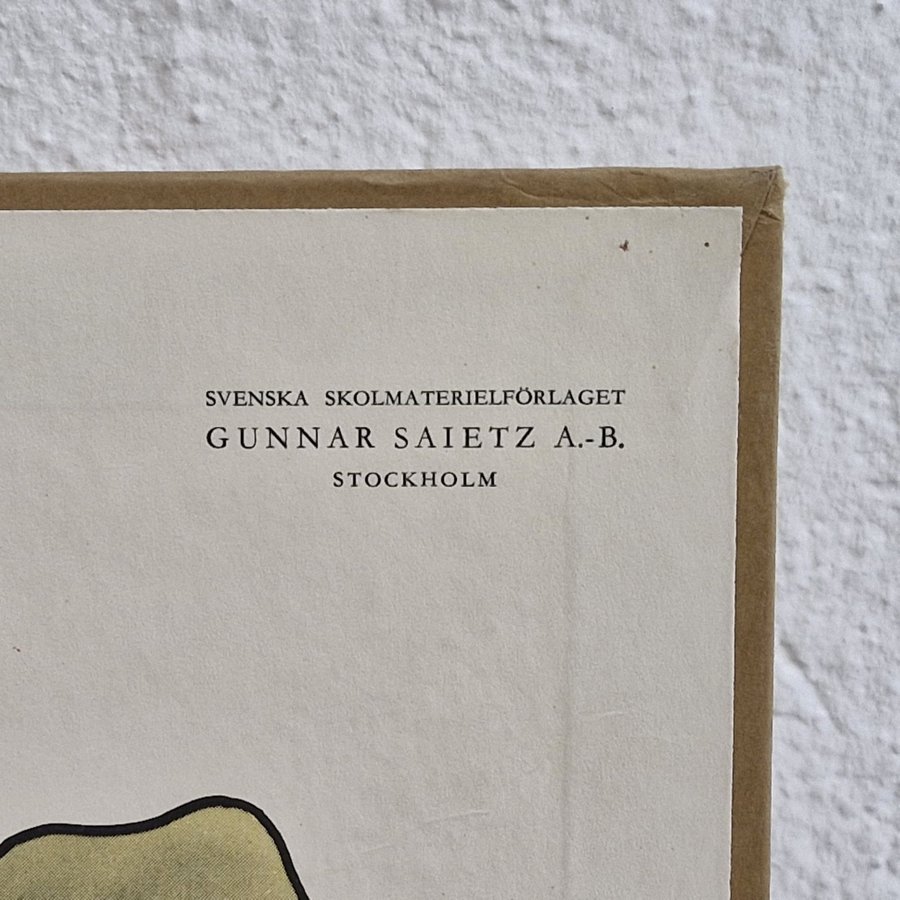 SVENSKA SKOLMATERIELFÖRLAGET
GUNNAR SAIETZ A.-B.
STOCKHOLM